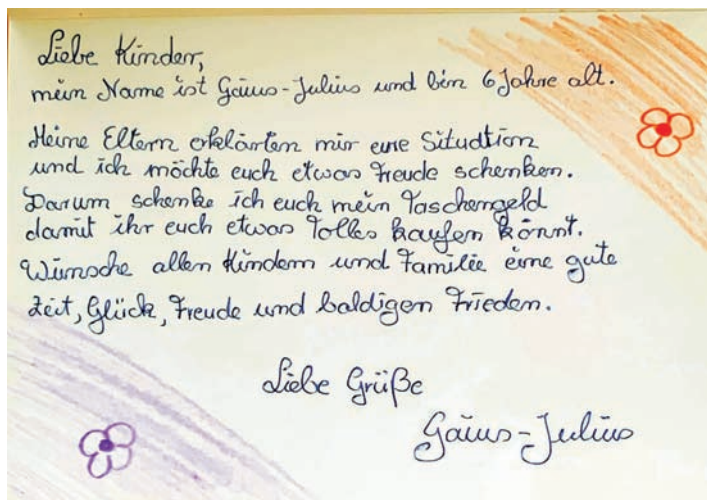 Liebe Kinder,
mein Name ist Gaius-Julius und bin 6 Jahre alt.
Meine Eltern erklärten mir eure Situation
und ich möchte euch etwas Freude schenken.
Darum schenke ich euch mein Taschengeld
damit ihr euch etwas Tolles kaufen könnt.
Wünsche allen Kindern und Familie eine gute
Zeit, Glück, Freude und baldigen Frieden.
Liebe Grüße
Gaius-Julius